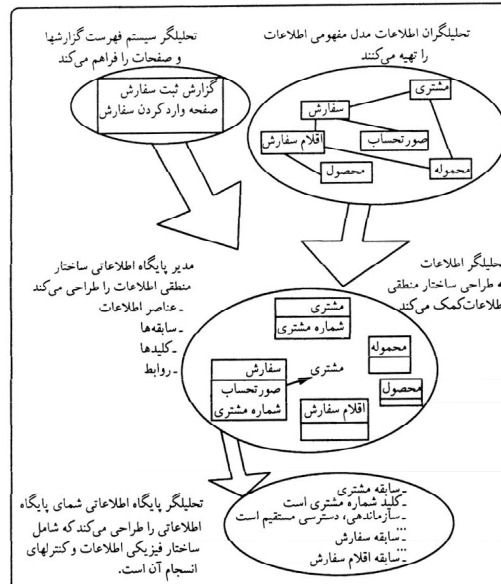 تحلیلگران اطلاعات مدل مفهومی اطلاعات
را تهیه می‌کنند
مشتری
سفارش
اقلام سفارش
صورتحساب
محصول
محموله
تحلیلگر سیستم فهرست گزارشها
و صفحات را فراهم می‌کند
گزارش ثبت سفارش
صفحه وارد کردن سفارش
تحلیلگر اطلاعات
به طراحی ساختار منطقی
اطلاعات کمک می‌کند
مدیر پایگاه اطلاعاتی ساختار
منطقی اطلاعات را طراحی می‌کند
ـ عناصر اطلاعات
ـ سابقه‌ها
ـ کلیدها
ـ روابط
مشتری
شماره مشتری
محموله
سفارش
صورتحساب
شماره مشتری
مشتری
محصول
اقلام سفارش
ـ سابقه مشتری
ـ کلید شماره مشتری است
ـ سازماندهی، دسترسی مستقیم است
...
ـ سابقه سفارش
...
ـ سابقه اقلام سفارش
تحلیلگر پایگاه اطلاعاتی شمای پایگاه
اطلاعاتی را طراحی می‌کند که شامل
ساختار فیزیکی اطلاعات و کنترلهای
انسجام آن است.